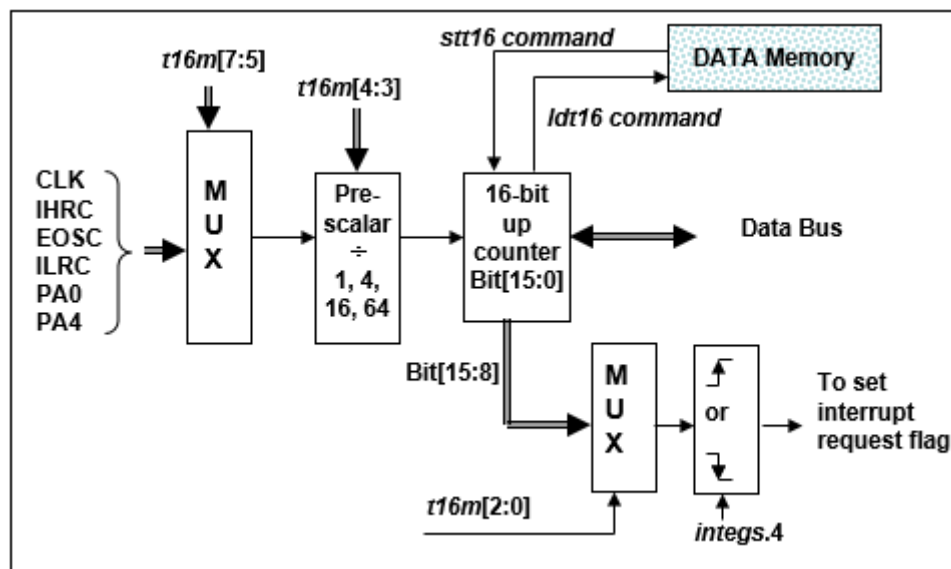 stt16 command
DATA Memory
t16m[7:5]
t16m[4:3]
ldt16 command
CLK
IHRC
EOSC
ILRC
PA0
PA4
M
U
X
Pre-
scalar
÷
1, 4,
16, 64
16-bit
up
counter
Bit[15:0]
Data Bus
Bit[15:8]
M
U
X
or
To set
interrupt
request flag
t16m[2:0]
integs.4